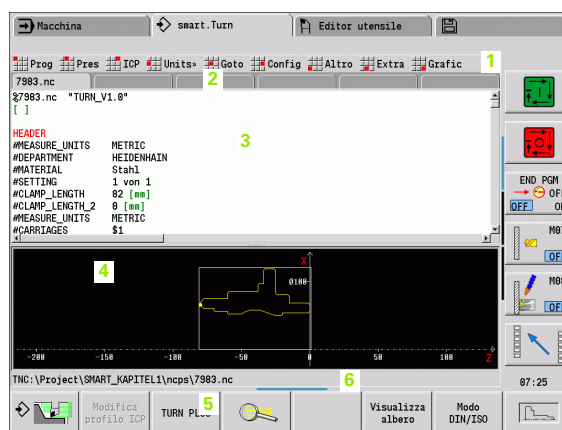 Macchina
smart.Turn
Editor utensile
Prog
Pres
ICP
Units»
Goto
Config
Altro
Extra
Grafic
1
7983.nc
2
%7983.nc "TURN_V1.0"
[ ]
3
HEADER
#MEASURE_UNITS METRIC
#DEPARTMENT HEIDENHAIN
#MATERIAL Stahl
#SETTING 1 von 1
#CLAMP_LENGTH 82 [mm]
#CLAMP_LENGTH_2 0 [mm]
#MEASURE_UNITS METRIC
#CARRIAGES $1
END PGM
OFF
4
X
Ø100
-200 -150 -100 -50 0 50 100 Z
TNC:\Project\SMART_KAPITEL1\ncps\7983.nc
6
07:25
Modifica
profilo ICP
TURN PLUS
5
Visualizza
albero
Modo
DIN/ISO